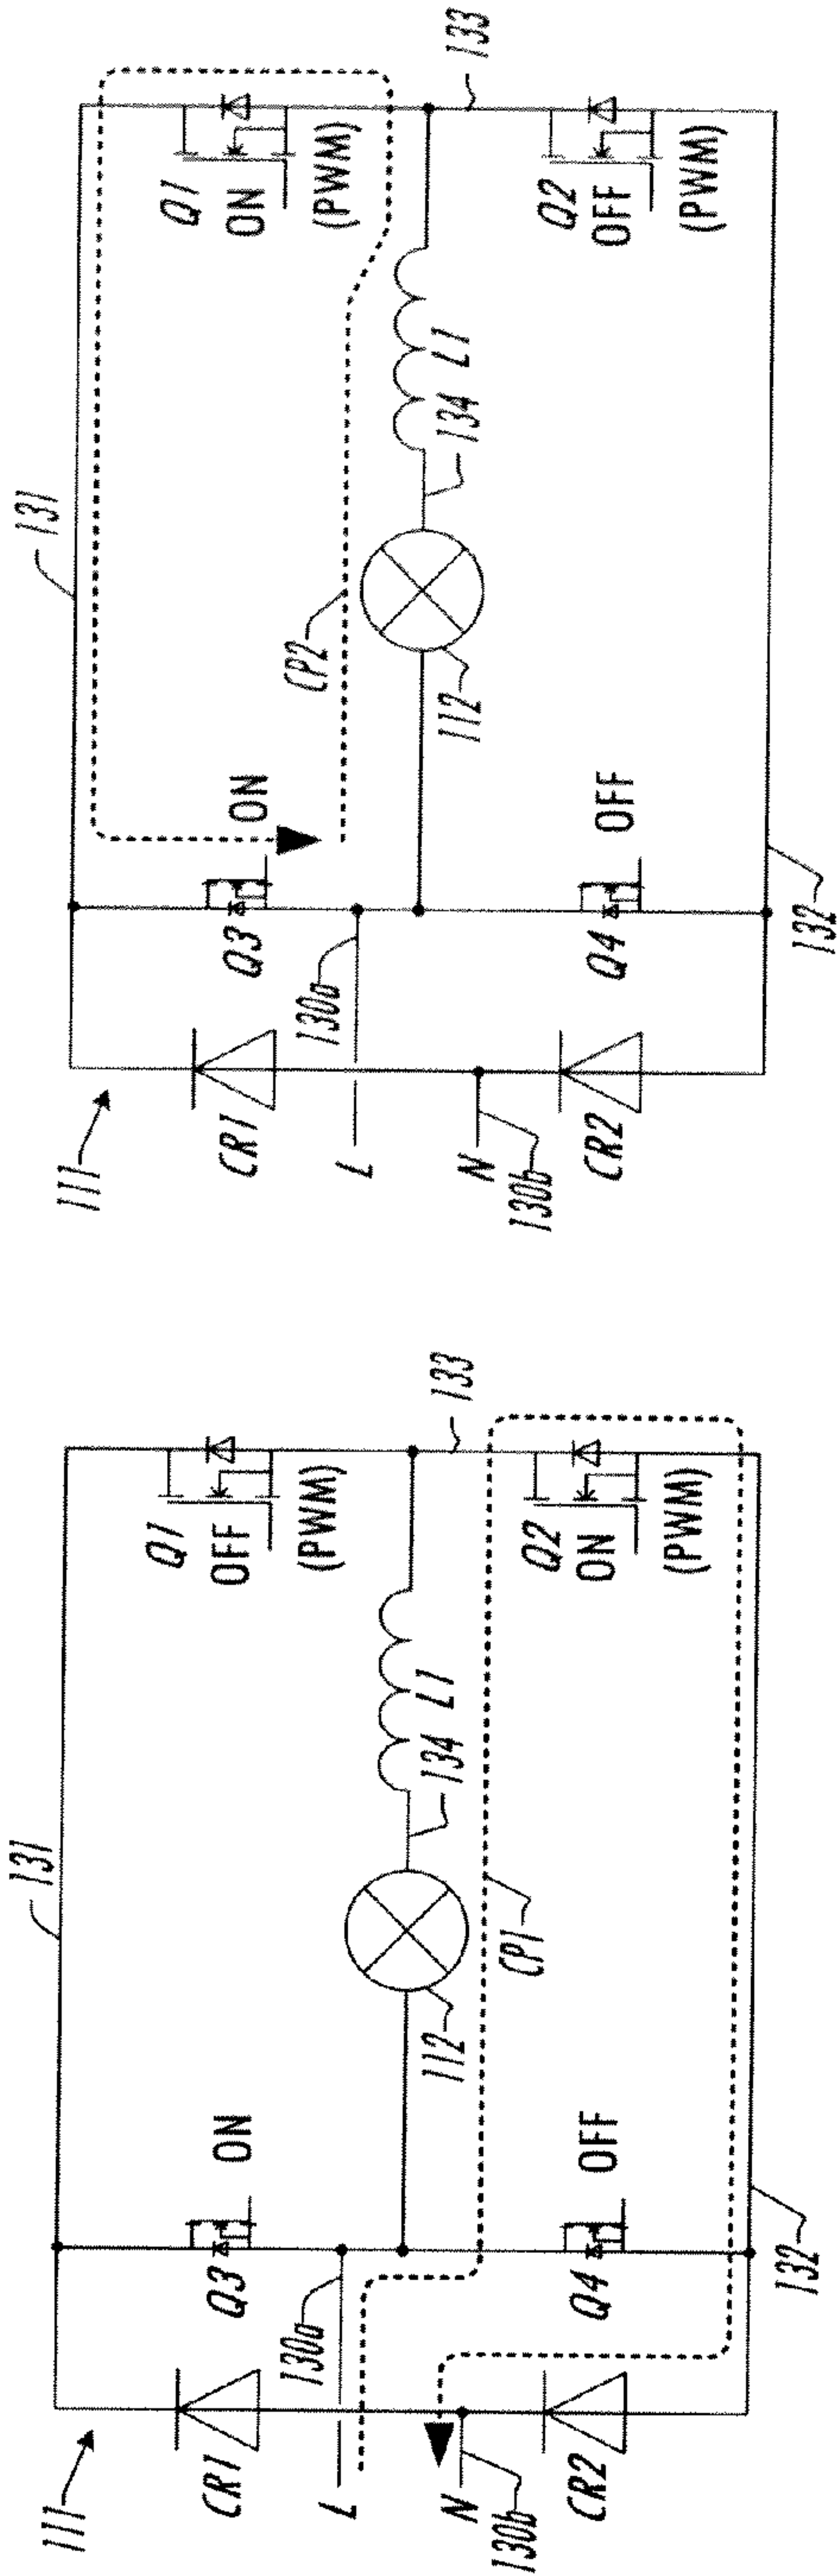 111
131
CR1
Q3
ON
Q1
OFF
(PWM)
133
L
130a
112
134
L1
N
130b
CP1
CR2
Q4
OFF
Q2
ON
(PWM)
132
111
131
CR1
Q3
ON
Q1
ON
(PWM)
133
CP2
L
130a
112
134
L1
N
130b
CR2
Q4
OFF
Q2
OFF
(PWM)
132